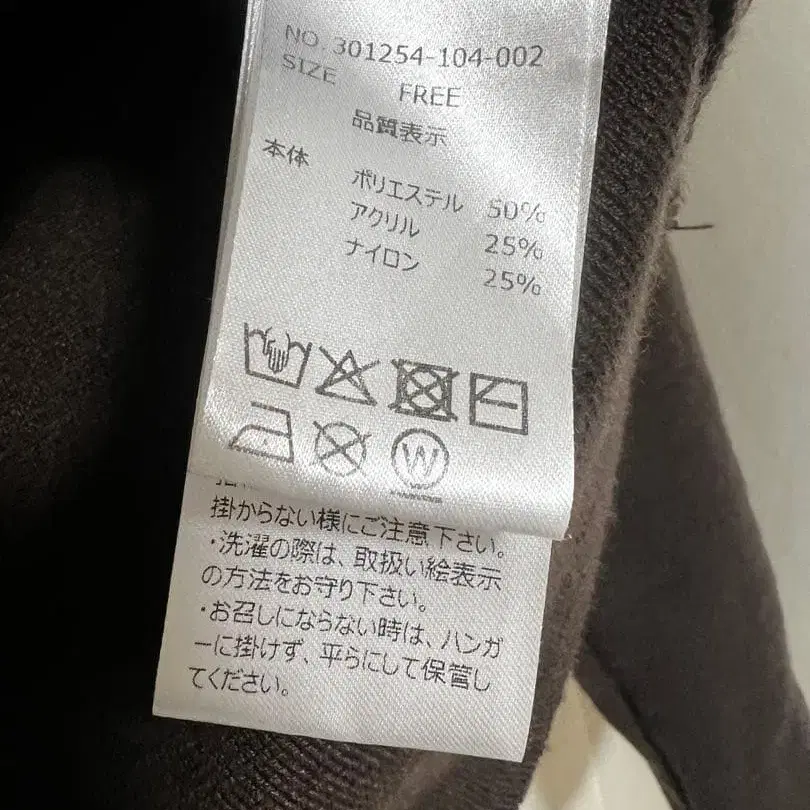 NO. 301254-104-002
SIZE FREE
品質表示
本体 ポリエステル 50%
アクリル 25%
ナイロン 25%
W
掛からない様にご注意下さい。
・洗濯の際は、取扱い絵表示
の方法をお守り下さい。
・お召しにならない時は、ハンガ
ーに掛けず、平らにして保管し
てください。